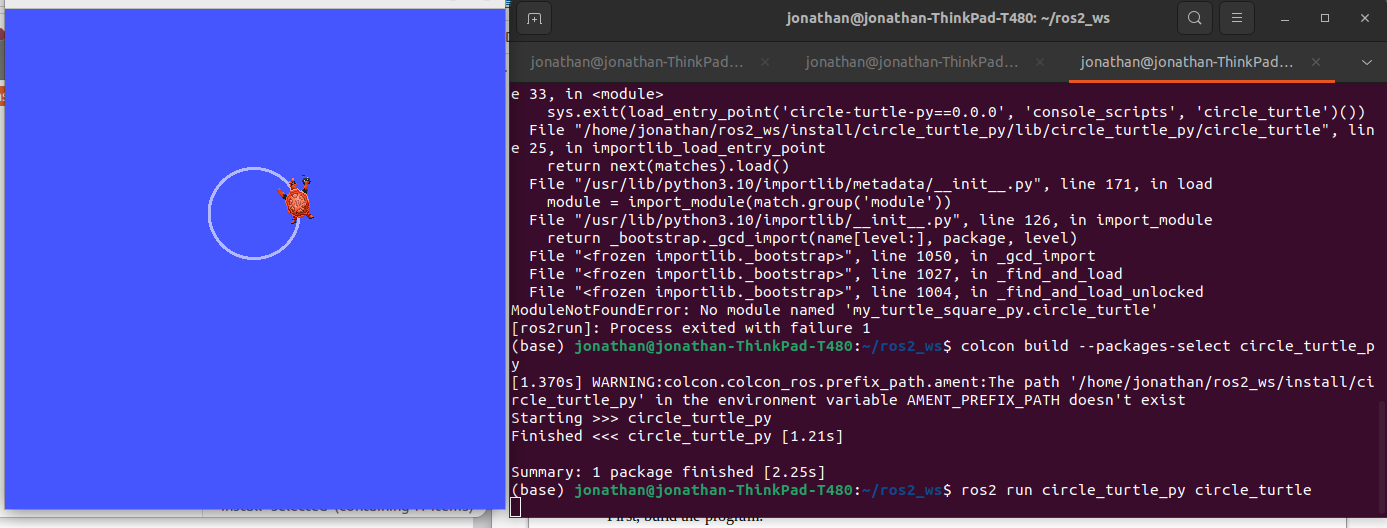 jonathan@jonathan-ThinkPad-T480: ~/ros2_ws
jonathan@jonathan-ThinkPad... jonathan@jonathan-ThinkPad... jonathan@jonathan-ThinkPad...
e 33, in <module>
    sys.exit(load_entry_point('circle-turtle-py==0.0.0', 'console_scripts', 'circle_turtle')())
  File "/home/jonathan/ros2_ws/install/circle_turtle_py/lib/circle_turtle_py/circle_turtle", lin
e 25, in importlib_load_entry_point
    return next(matches).load()
  File "/usr/lib/python3.10/importlib/metadata/__init__.py", line 171, in load
    module = import_module(match.group('module'))
  File "/usr/lib/python3.10/importlib/__init__.py", line 126, in import_module
    return _bootstrap._gcd_import(name[level:], package, level)
  File "<frozen importlib._bootstrap>", line 1050, in _gcd_import
  File "<frozen importlib._bootstrap>", line 1027, in _find_and_load
  File "<frozen importlib._bootstrap>", line 1004, in _find_and_load_unlocked
ModuleNotFoundError: No module named 'my_turtle_square_py.circle_turtle'
[ros2run]: Process exited with failure 1
(base) jonathan@jonathan-ThinkPad-T480:~/ros2_ws$ colcon build --packages-select circle_turtle_p
y
[1.370s] WARNING:colcon.colcon_ros.prefix_path.ament:The path '/home/jonathan/ros2_ws/install/ci
rcle_turtle_py' in the environment variable AMENT_PREFIX_PATH doesn't exist
Starting >>> circle_turtle_py
Finished <<< circle_turtle_py [1.21s]

Summary: 1 package finished [2.25s]
(base) jonathan@jonathan-ThinkPad-T480:~/ros2_ws$ ros2 run circle_turtle_py circle_turtle
First, build the program: